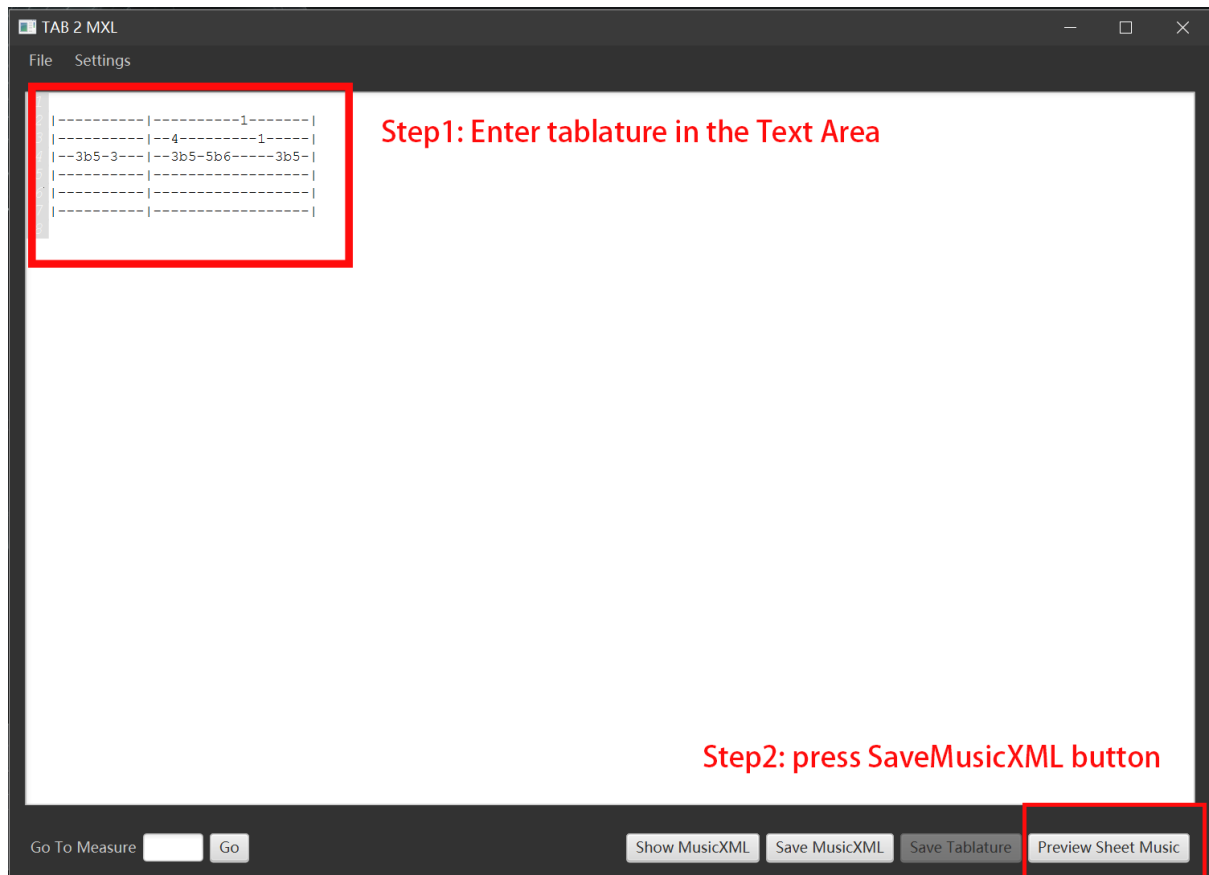 TAB 2 MXL
File Settings
|----------|----------1-------|
|----------|--4---------1-----|
|--3b5-3---|--3b5-5b6-----3b5-|
|----------|------------------|
|----------|------------------|
|----------|------------------|
Step1: Enter tablature in the Text Area
Step2: press SaveMusicXML button
Go To Measure Go Show MusicXML Save MusicXML Save Tablature Preview Sheet Music